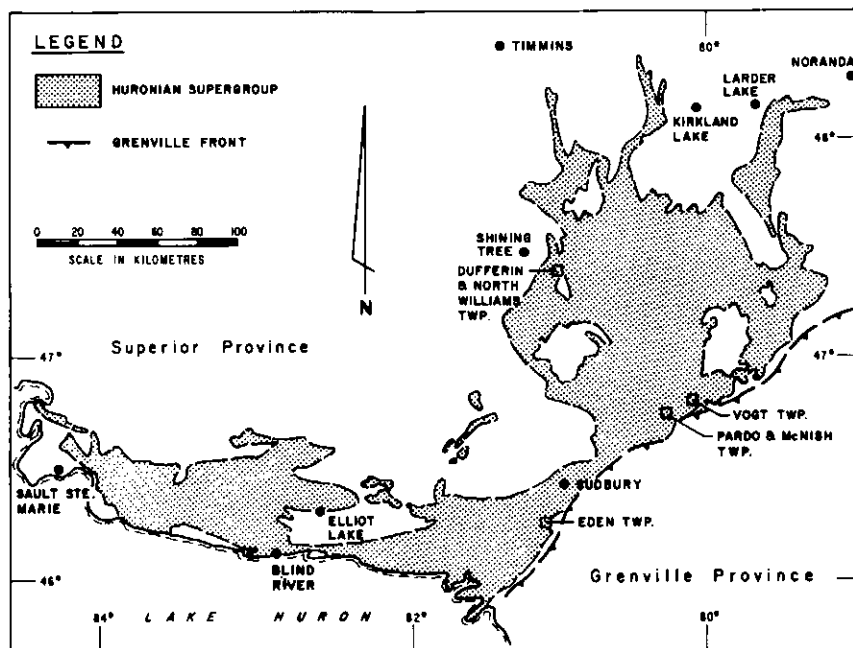 LEGEND
HURONIAN SUPERGROUP
GRENVILLE FRONT
0 20 40 60 80 100
SCALE IN KILOMETRES
N
TIMMINS
80°
NORANDA
LARDER
LAKE
KIRKLAND
LAKE
48°
SHINING
TREE
DUFFERIN
& NORTH
WILLIAMS
TWP.
47°
Superior Province
47°
VOGT TWP.
PARDO & McNISH
TWP.
SAULT STE.
MARIE
ELLIOT
LAKE
SUDBURY
EDEN TWP.
BLIND
RIVER
46°
Grenville Province
84°
LAKE HURON
82°
80°